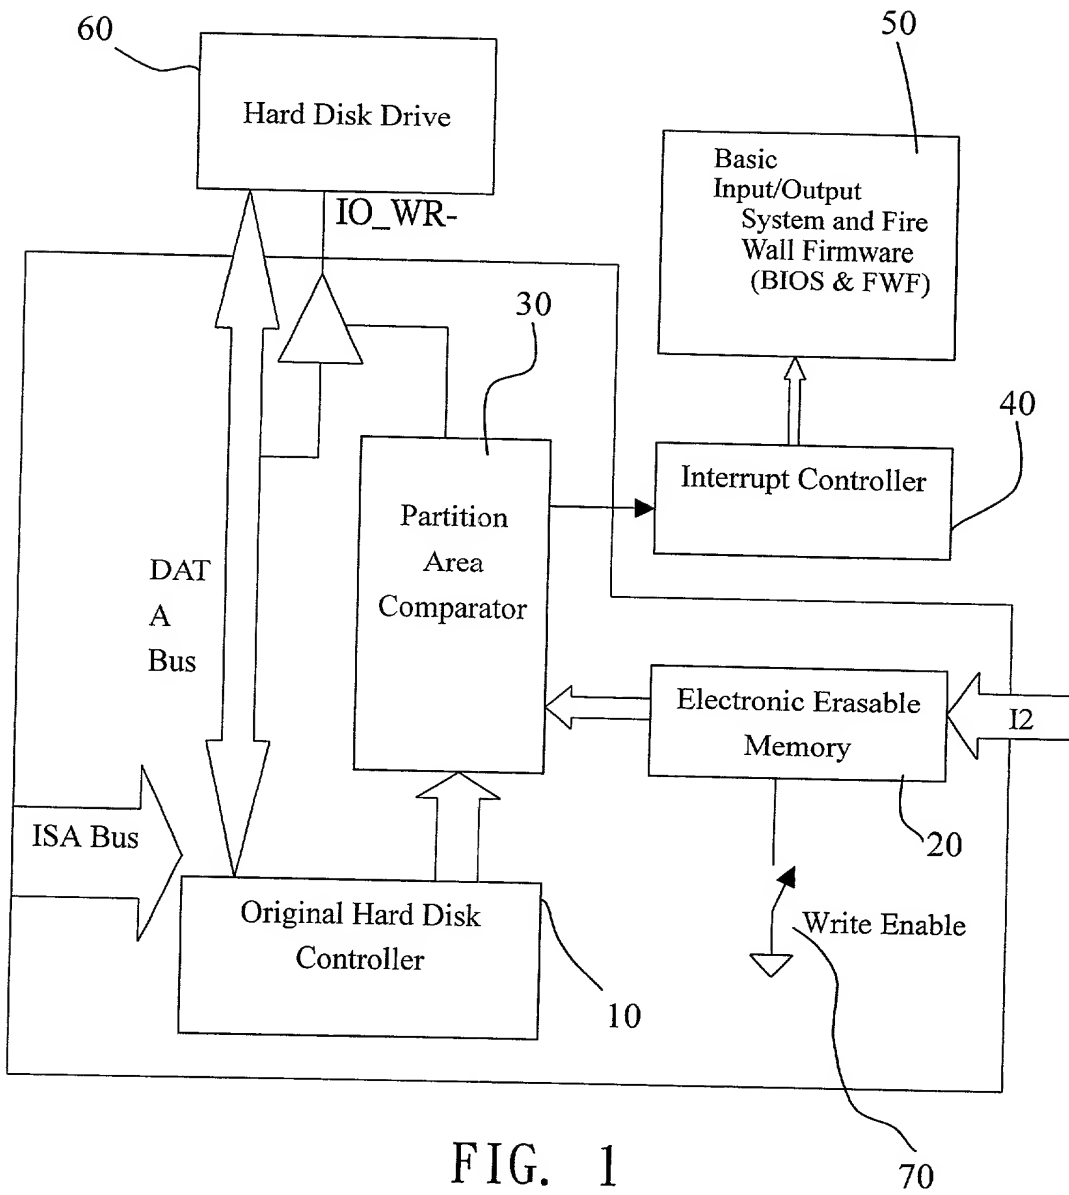 60
50
Hard Disk Drive
Basic
Input/Output
System and Fire
Wall Firmware
(BIOS & FWF)
IO_WR-
30
40
Interrupt Controller
Partition
Area
Comparator
DAT
A
Bus
Electronic Erasable
Memory
I2
ISA Bus
20
Original Hard Disk
Controller
Write Enable
10
70
FIG. 1